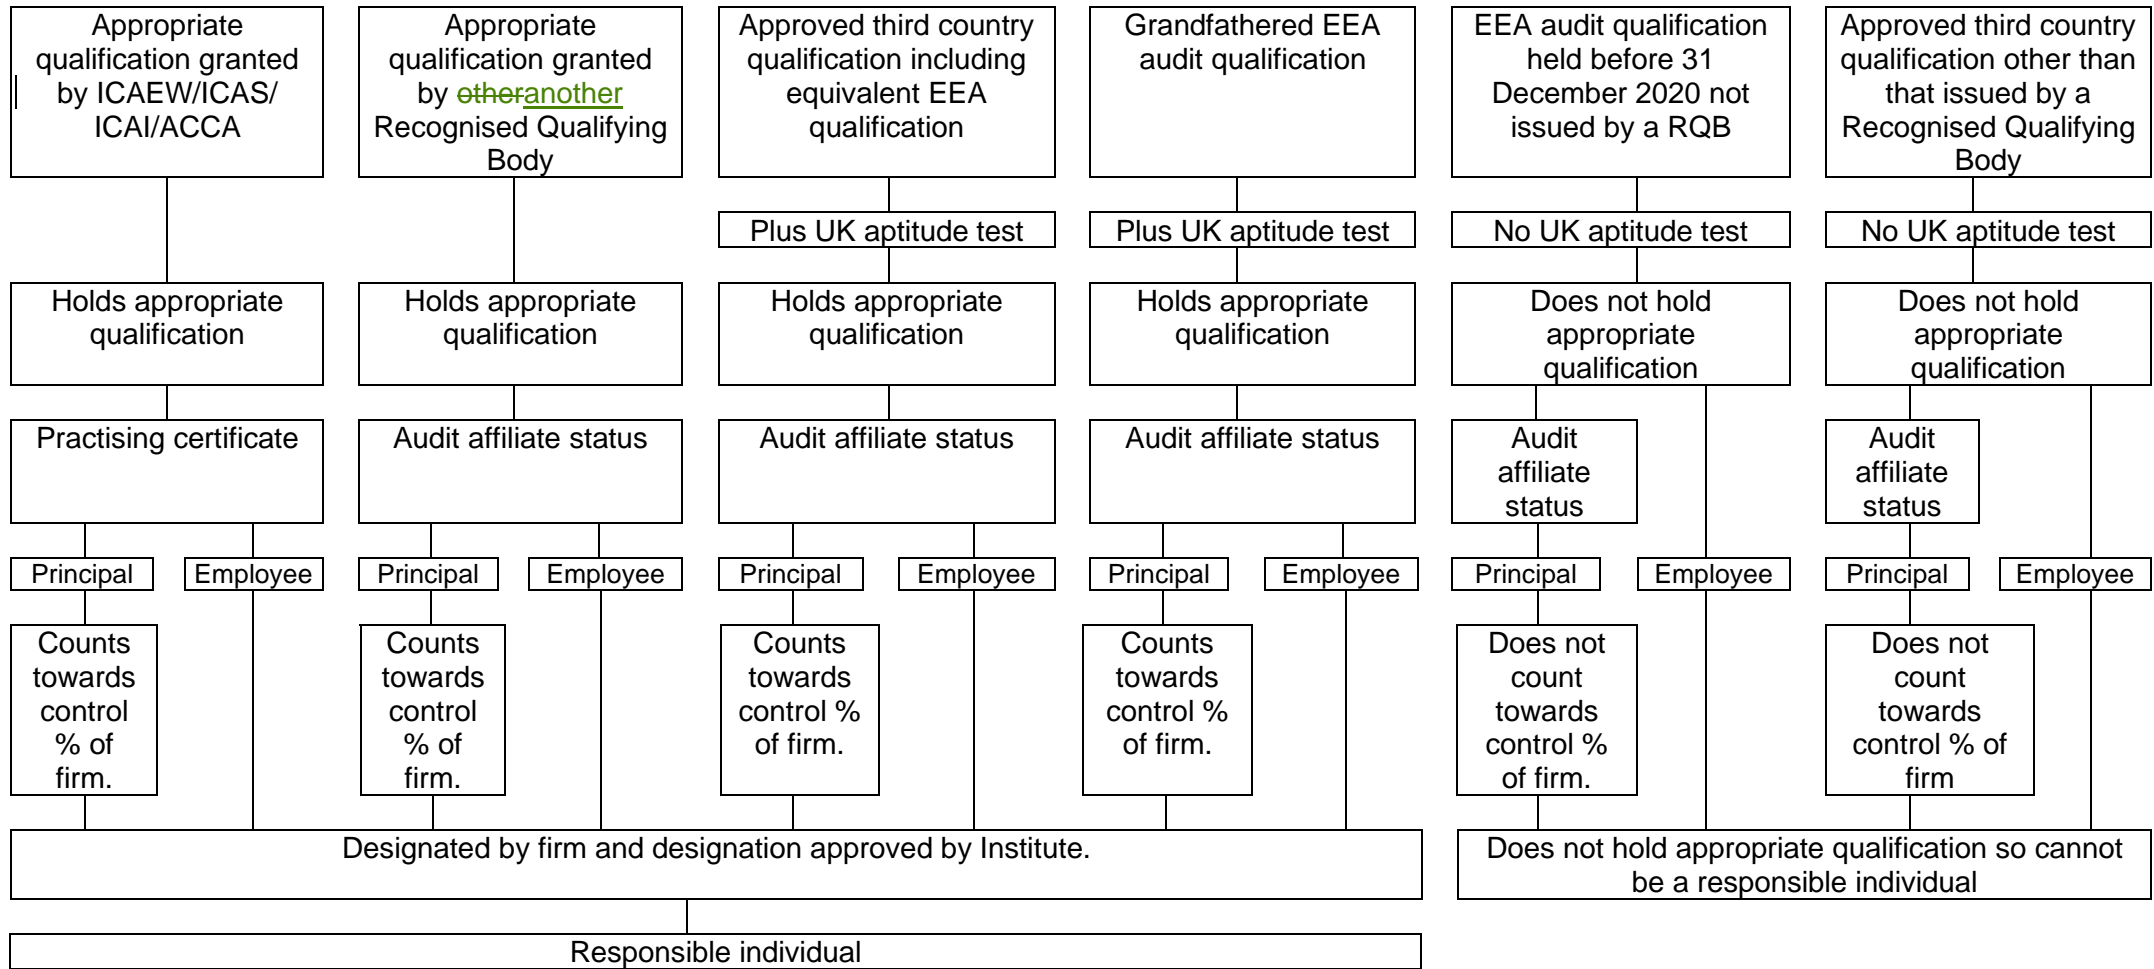 Appropriate
qualification granted
by ICAEW/ICAS/
ICAI/ACCA
Appropriate
qualification granted
by otheranother
Recognised Qualifying
Body
Approved third country
qualification including
equivalent EEA
qualification
Grandfathered EEA
audit qualification
EEA audit qualification
held before 31
December 2020 not
issued by a RQB
Approved third country
qualification other than
that issued by a
Recognised Qualifying
Body
Plus UK aptitude test
Plus UK aptitude test
No UK aptitude test
No UK aptitude test
Holds appropriate
qualification
Holds appropriate
qualification
Holds appropriate
qualification
Holds appropriate
qualification
Does not hold
appropriate
qualification
Does not hold
appropriate
qualification
Practising certificate
Audit affiliate status
Audit affiliate status
Audit affiliate status
Audit
affiliate
status
Audit
affiliate
status
Principal
Employee
Principal
Employee
Principal
Employee
Principal
Employee
Principal
Employee
Principal
Employee
Counts
towards
control
% of
firm.
Counts
towards
control
% of
firm.
Counts
towards
control %
of firm.
Counts
towards
control %
of firm.
Does not
count
towards
control %
of firm.
Does not
count
towards
control % of
firm
Designated by firm and designation approved by Institute.
Does not hold appropriate qualification so cannot
be a responsible individual
Responsible individual